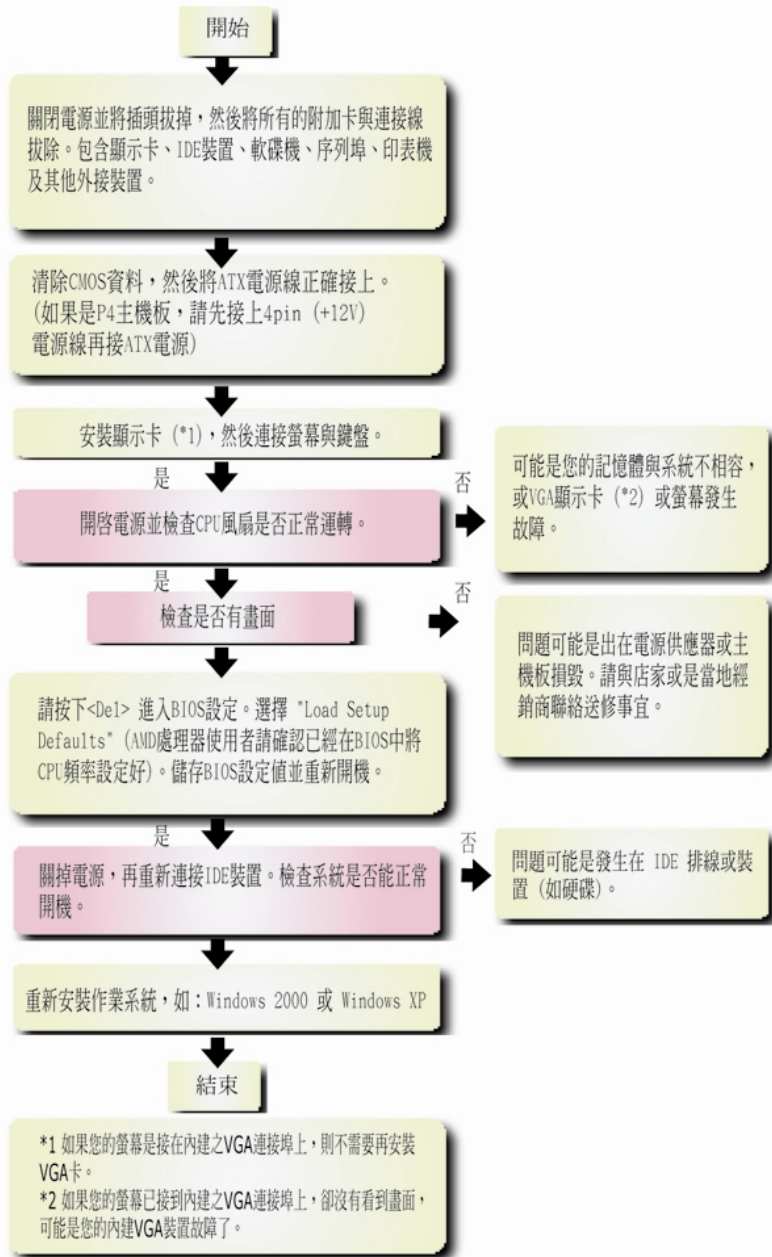 開始
關閉電源並將插頭拔掉，然後將所有的附加卡與連接線
拔除。包含顯示卡、IDE裝置、軟碟機、序列埠、印表機
及其他外接裝置。
清除CMOS資料，然後將ATX電源線正確接上。
(如果是P4主機板，請先接上4pin (+12V)
電源線再接ATX電源)
安裝顯示卡 (*1)，然後連接螢幕與鍵盤。
是
否
開啓電源並檢查CPU風扇是否正常運轉。
可能是您的記憶體與系統不相容，
或VGA顯示卡 (*2) 或螢幕發生
故障。
是
否
檢查是否有畫面
問題可能是出在電源供應器或主
機板損毀。請與店家或是當地經
銷商聯絡送修事宜。
請按下<Del> 進入BIOS設定。選擇 "Load Setup
Defaults" (AMD處理器使用者請確認已經在BIOS中將
CPU頻率設定好)。儲存BIOS設定值並重新開機。
是
否
關掉電源，再重新連接IDE裝置。檢查系統是否能正常
開機。
問題可能是發生在 IDE 排線或裝
置 (如硬碟)。
重新安裝作業系統，如：Windows 2000 或 Windows XP
結束
*1 如果您的螢幕是接在內建之VGA連接埠上，則不需要再安裝
VGA卡。
*2 如果您的螢幕已接到內建之VGA連接埠上，卻沒有看到畫面，
可能是您的內建VGA裝置故障了。